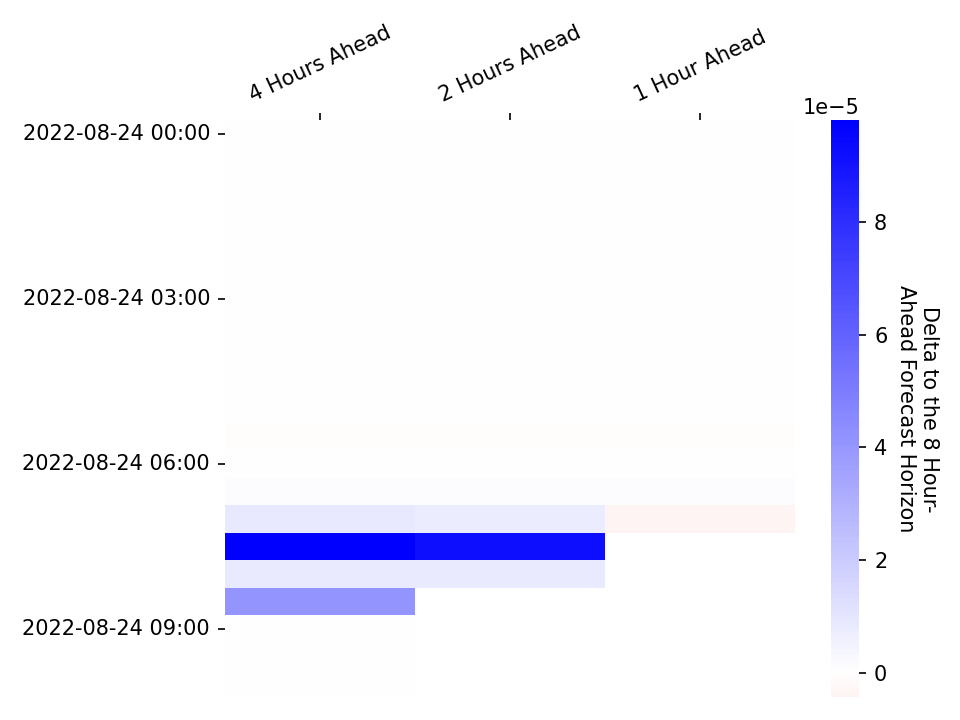 4 Hours Ahead
2 Hours Ahead
1 Hour Ahead
1e−5
2022-08-24 00:00
2022-08-24 03:00
2022-08-24 06:00
2022-08-24 09:00
8
6
4
2
0
Delta to the 8 Hour-
Ahead Forecast Horizon